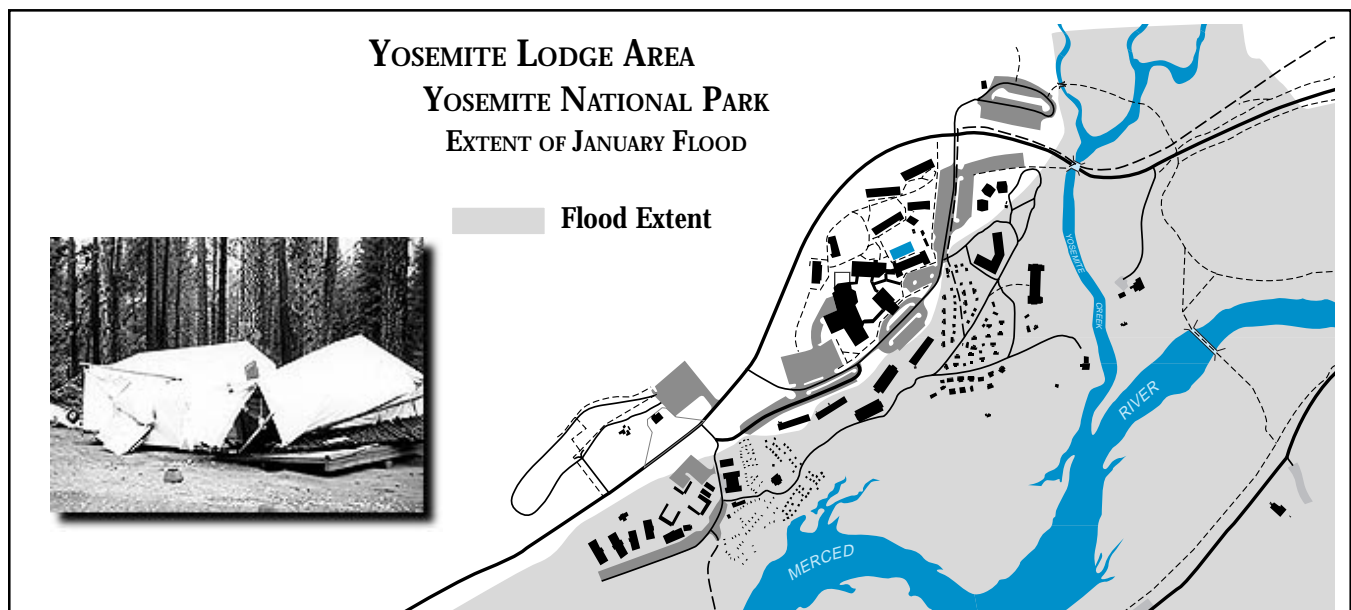 YOSEMITE LODGE AREA
YOSEMITE NATIONAL PARK
EXTENT OF JANUARY FLOOD
Flood Extent
YOSEMITE
CREEK
RIVER
MERCED